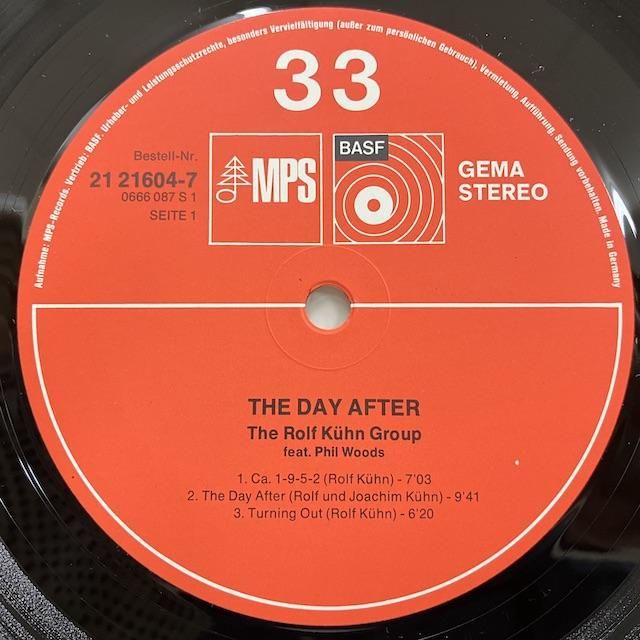 Aufnahme: MPS-Records. Vertrieb: BASF. Urheber- und Leistungsschutzrechte, besonders Vervielfältigung (außer zum persönlichen Gebrauch), Vermietung, Aufführung, Sendung vorbehalten. Made in Germany
33
Bestell-Nr.
21 21604-7
0666 087 S 1
SEITE 1
MPS
BASF
GEMA
STEREO
THE DAY AFTER
The Rolf Kühn Group
feat. Phil Woods
1. Ca. 1-9-5-2 (Rolf Kühn) - 7'03
2. The Day After (Rolf und Joachim Kühn) - 9'41
3. Turning Out (Rolf Kühn) - 6'20